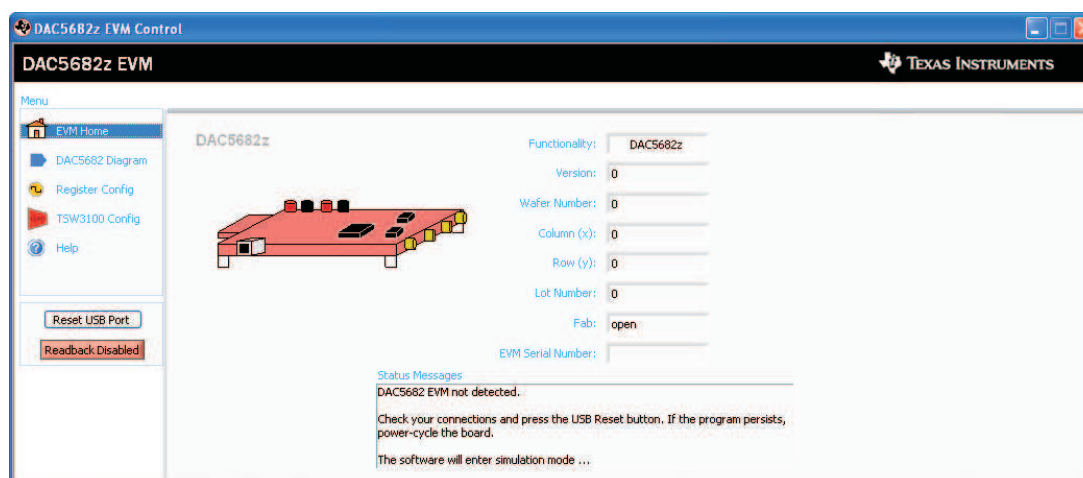 DAC5682z EVM Control
DAC5682z EVM
TEXAS INSTRUMENTS
Menu
EVM Home
DAC5682 Diagram
Register Config
TSW3100 Config
Help
Reset USB Port
Readback Disabled
DAC5682z
Functionality: DAC5682z
Version: 0
Wafer Number: 0
Column (x): 0
Row (y): 0
Lot Number: 0
Fab: open
EVM Serial Number:
Status Messages
DAC5682 EVM not detected.
Check your connections and press the USB Reset button. If the program persists,
power-cycle the board.
The software will enter simulation mode ...